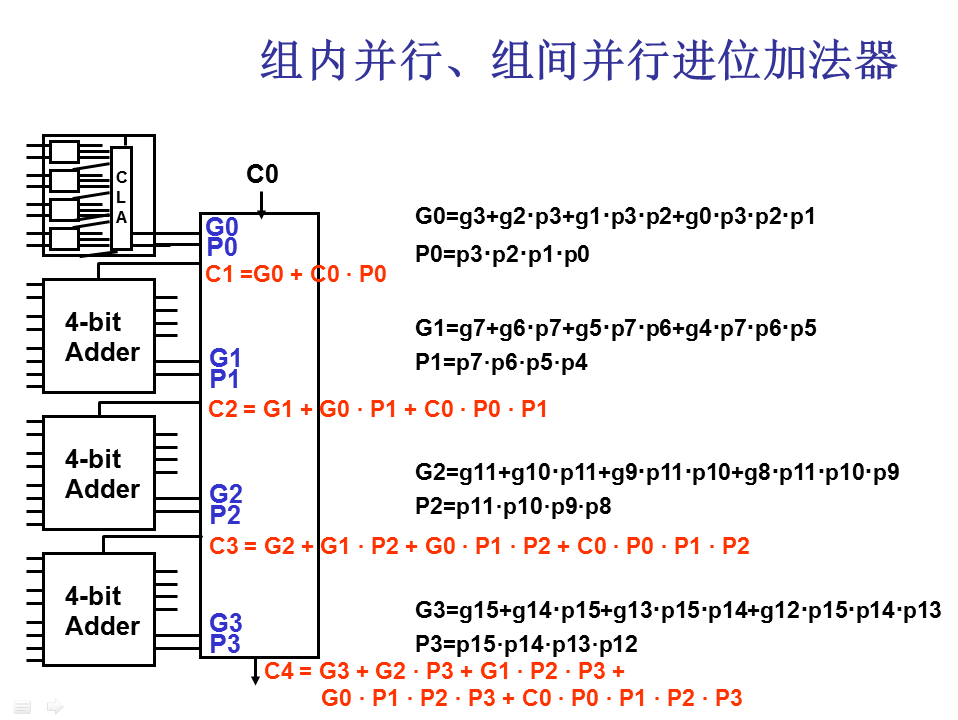 组内并行、组间并行进位加法器
C
L
A
C0
G0
P0
C1 =G0 + C0 · P0
G0=g3+g2·p3+g1·p3·p2+g0·p3·p2·p1
P0=p3·p2·p1·p0
4-bit
Adder
G1
P1
G1=g7+g6·p7+g5·p7·p6+g4·p7·p6·p5
P1=p7·p6·p5·p4
C2 = G1 + G0 · P1 + C0 · P0 · P1
4-bit
Adder
G2
P2
G2=g11+g10·p11+g9·p11·p10+g8·p11·p10·p9
P2=p11·p10·p9·p8
C3 = G2 + G1 · P2 + G0 · P1 · P2 + C0 · P0 · P1 · P2
4-bit
Adder
G3
P3
G3=g15+g14·p15+g13·p15·p14+g12·p15·p14·p13
P3=p15·p14·p13·p12
C4 = G3 + G2 · P3 + G1 · P2 · P3 +
G0 · P1 · P2 · P3 + C0 · P0 · P1 · P2 · P3